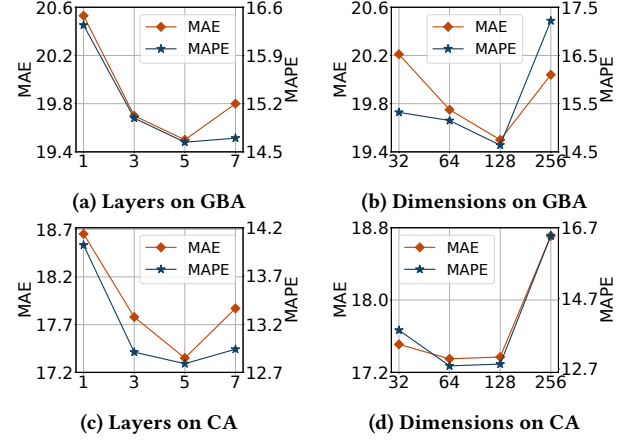 20.6
20.2
19.8
19.4
MAE
MAE
MAPE
16.6
15.9
15.2
14.5
MAPE
1 3 5 7
(a) Layers on GBA
20.6
20.2
19.8
19.4
MAE
MAE
MAPE
17.5
16.5
15.5
14.5
MAPE
32 64 128 256
(b) Dimensions on GBA
18.7
18.2
17.7
17.2
MAE
MAE
MAPE
14.2
13.7
13.2
12.7
MAPE
1 3 5 7
(c) Layers on CA
18.8
18.0
17.2
MAE
MAE
MAPE
16.7
14.7
12.7
MAPE
32 64 128 256
(d) Dimensions on CA